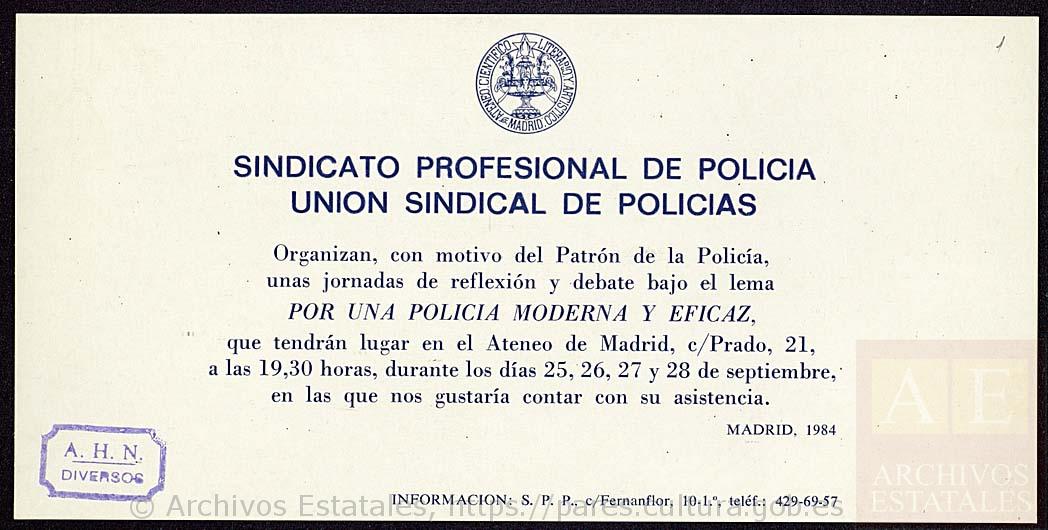 1
ATENEO CIENTIFICO LITERARIO Y ARTISTICO DE MADRID
SINDICATO PROFESIONAL DE POLICIA
UNION SINDICAL DE POLICIAS
Organizan, con motivo del Patrón de la Policía,
unas jornadas de reflexión y debate bajo el lema
POR UNA POLICIA MODERNA Y EFICAZ,
que tendrán lugar en el Ateneo de Madrid, c/Prado, 21,
a las 19,30 horas, durante los días 25, 26, 27 y 28 de septiembre,
en las que nos gustaría contar con su asistencia.
MADRID, 1984
A. H. N.
DIVERSOS
INFORMACION: S. P. P., c/Fernanflor, 10-1.º, teléf.: 429-69-57
AE
ARCHIVOS
ESTATALES
© Archivos Estatales, https://pares.cultura.gob.es